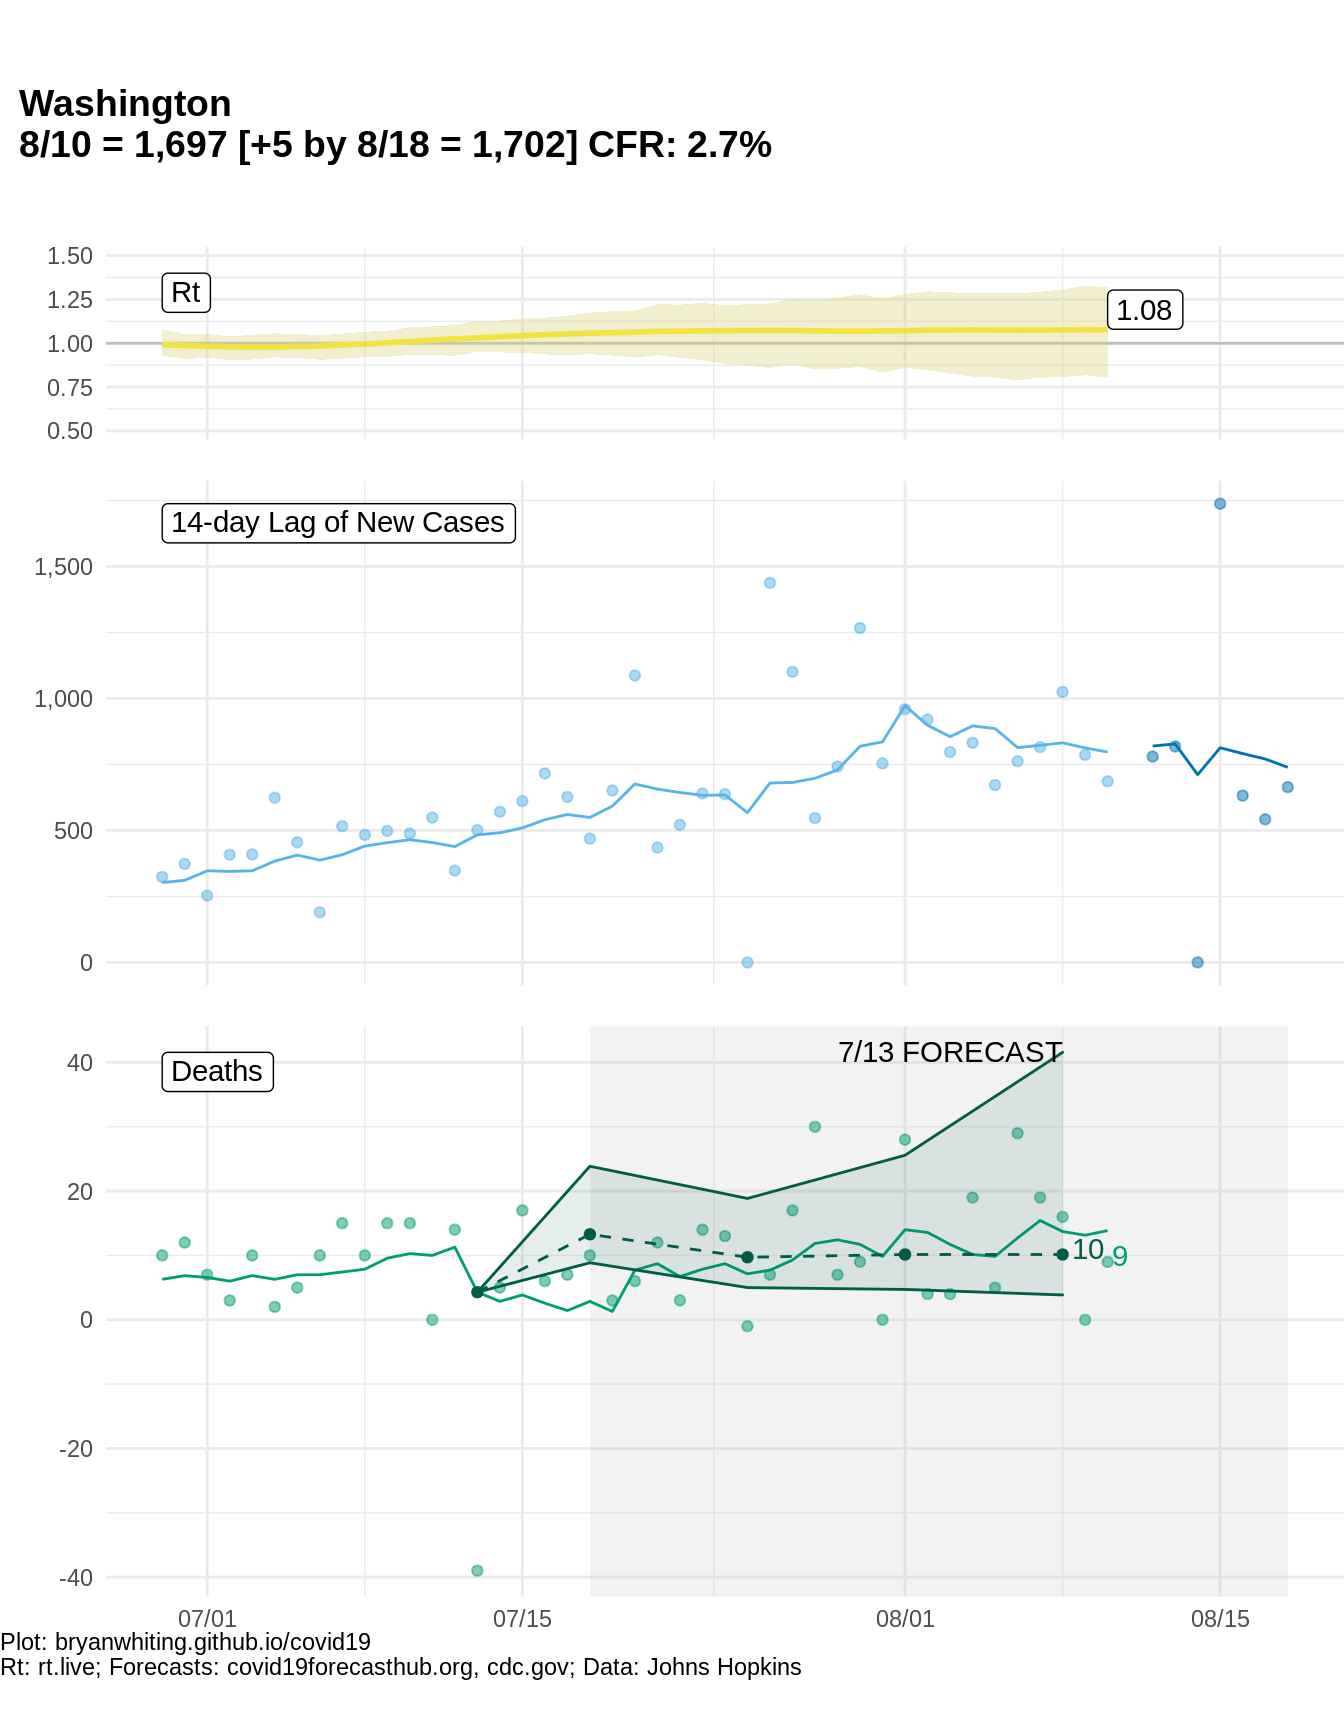 Washington
8/10 = 1,697 [+5 by 8/18 = 1,702] CFR: 2.7%
1.50
Rt
1.25
1.08
1.00
0.75
0.50
14-day Lag of New Cases
1,500
1,000
500
0
7/13 FORECAST
Deaths
40
20
10
9
0
-20
-40
07/01 07/15 08/01 08/15
Plot: bryanwhiting.github.io/covid19
Rt: rt.live; Forecasts: covid19forecasthub.org, cdc.gov; Data: Johns Hopkins